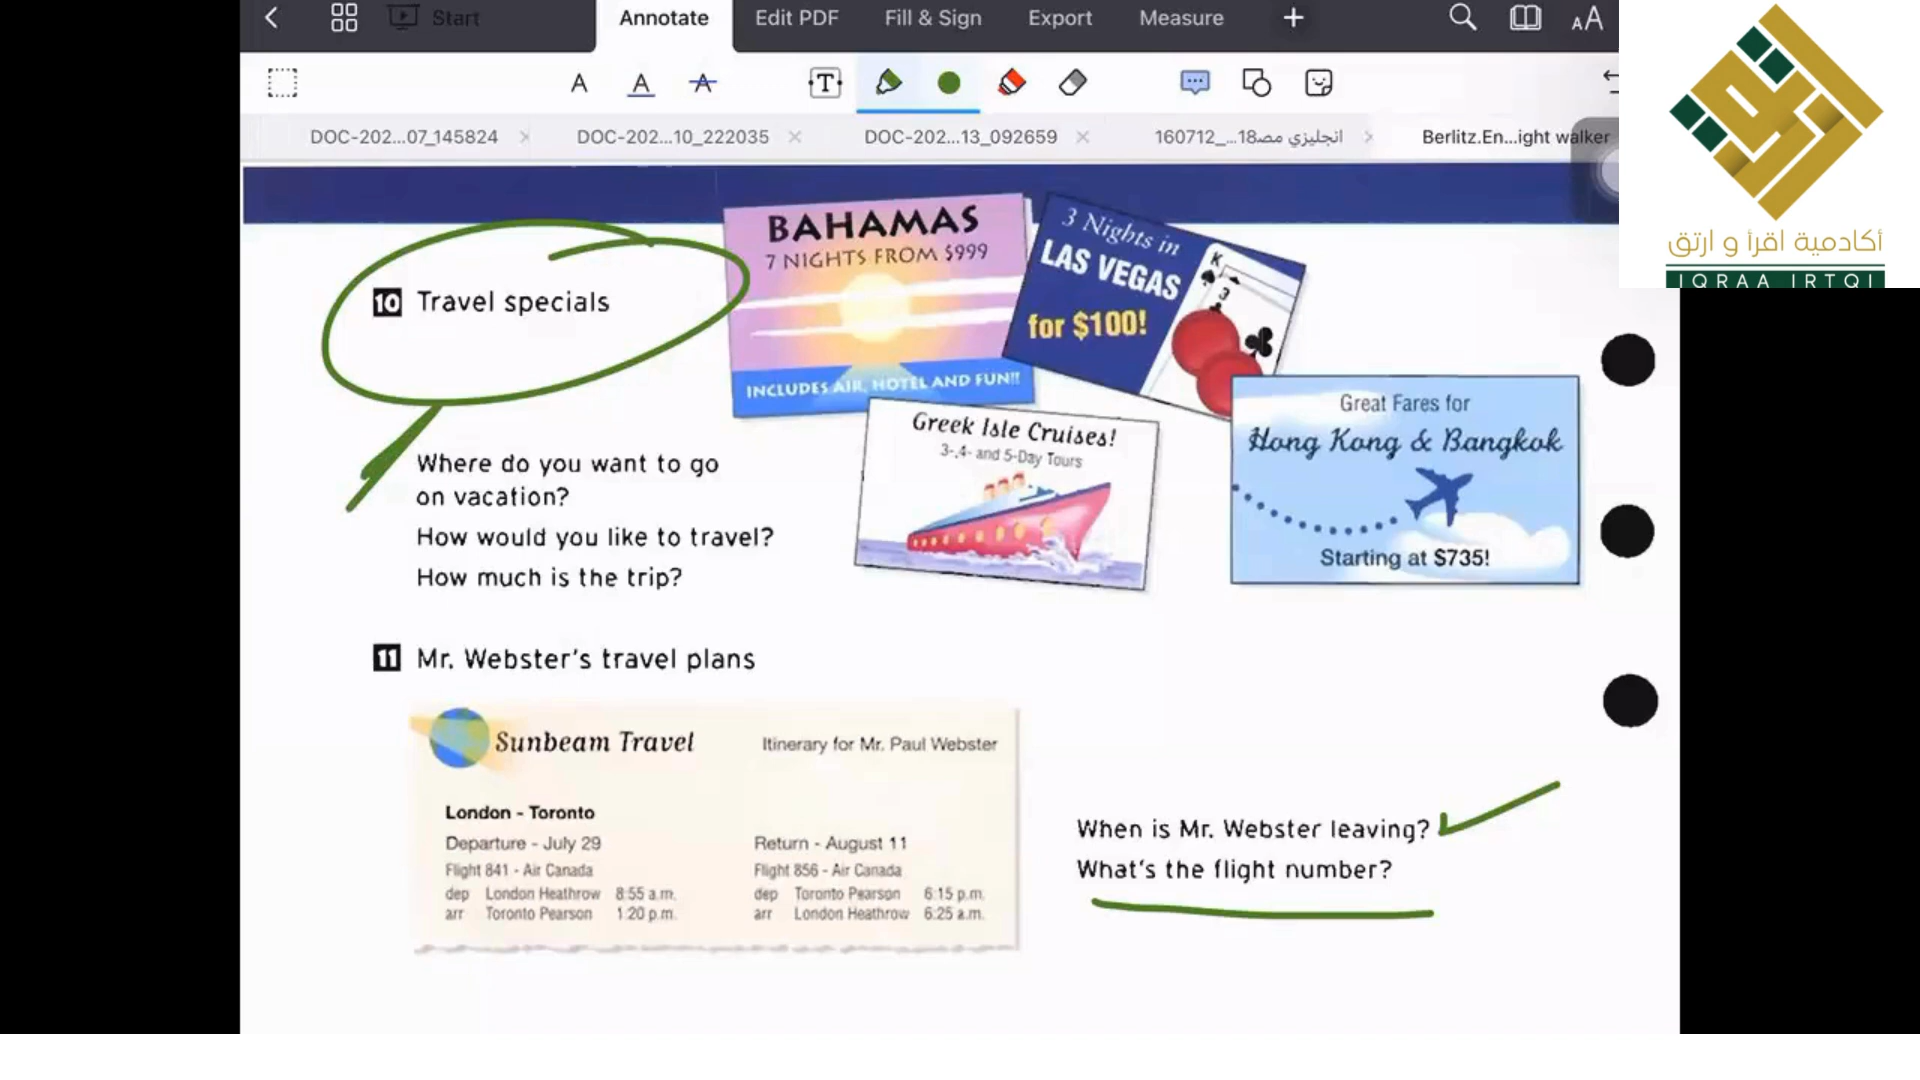 Start
Annotate
Edit PDF
Fill & Sign
Export
Measure
DOC-202...07_145824
DOC-202...10_222035
DOC-202...13_092659
160712_...انجليزي مصا18
Berlitz.En...ight walker
أكادمية اقرأ و ارتق
IQRAA IRTQI
BAHAMAS
7 NIGHTS FROM $999
INCLUDES AIR, HOTEL AND FUN!!
3 Nights in
LAS VEGAS
for $100!
K
3
10 Travel specials
Greek Isle Cruises!
3-,4- and 5-Day Tours
Great Fares for
Hong Kong & Bangkok
Starting at $735!
Where do you want to go
on vacation?
How would you like to travel?
How much is the trip?
11 Mr. Webster's travel plans
Sunbeam Travel
Itinerary for Mr. Paul Webster
London - Toronto
Departure - July 29
Flight 841 - Air Canada
dep London Heathrow 8:55 a.m.
arr Toronto Pearson 1:20 p.m.
Return - August 11
Flight 856 - Air Canada
dep Toronto Pearson 6:15 p.m.
arr London Heathrow 6:25 a.m.
When is Mr. Webster leaving?
What's the flight number?